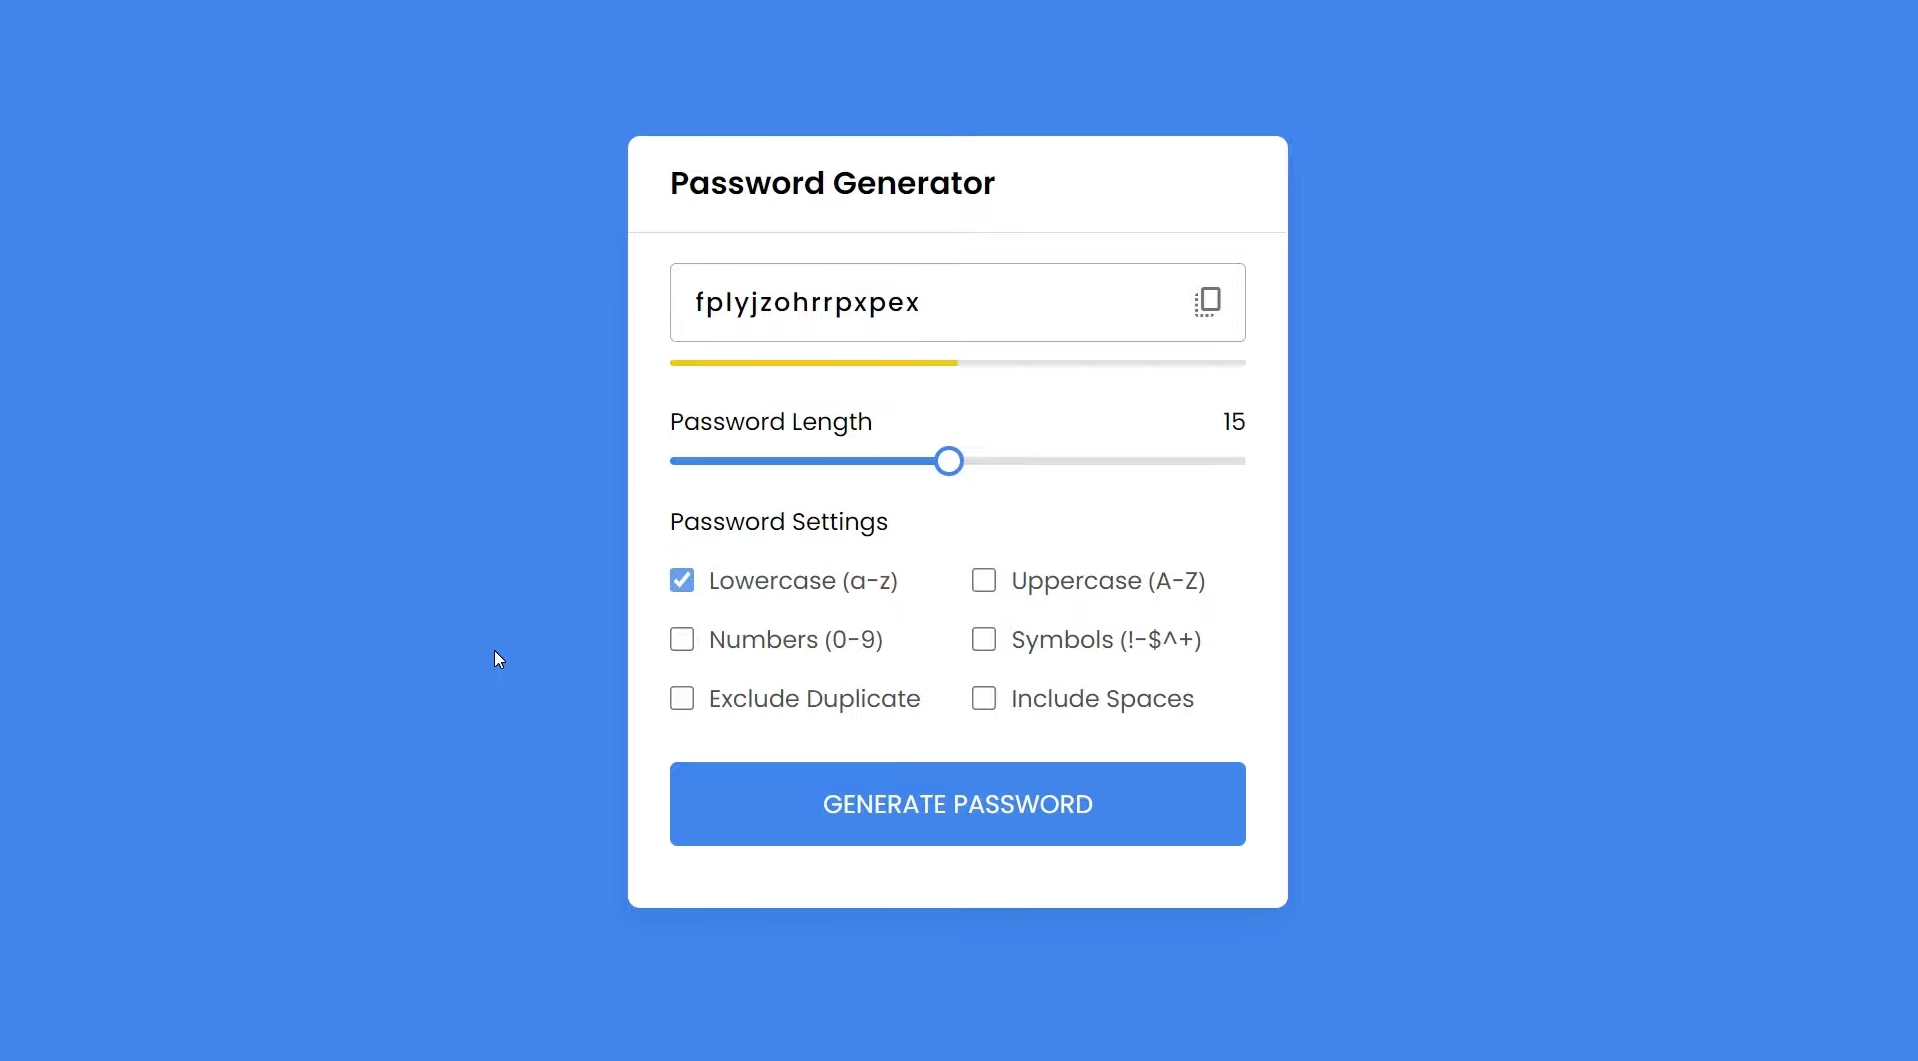 Password Generator
fplyjzohrrpxpex
Password Length 15
Password Settings
Lowercase (a-z) Uppercase (A-Z)
Numbers (0-9) Symbols (!-$^+)
Exclude Duplicate Include Spaces
GENERATE PASSWORD